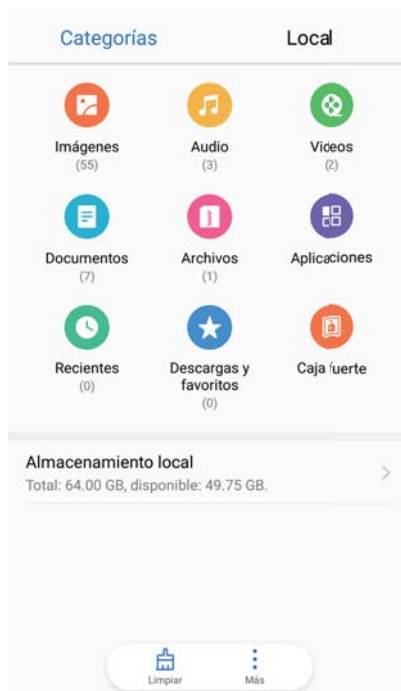 Categorías Local
Imágenes Audio Videos
(55) (3) (2)
Documentos Archivos Aplicaciones
(7) (1)
Recientes Descargas y Caja fuerte
(0) favoritos
(0)
Almacenamiento local
Total: 64.00 GB, disponible: 49.75 GB.
Limpiar Más